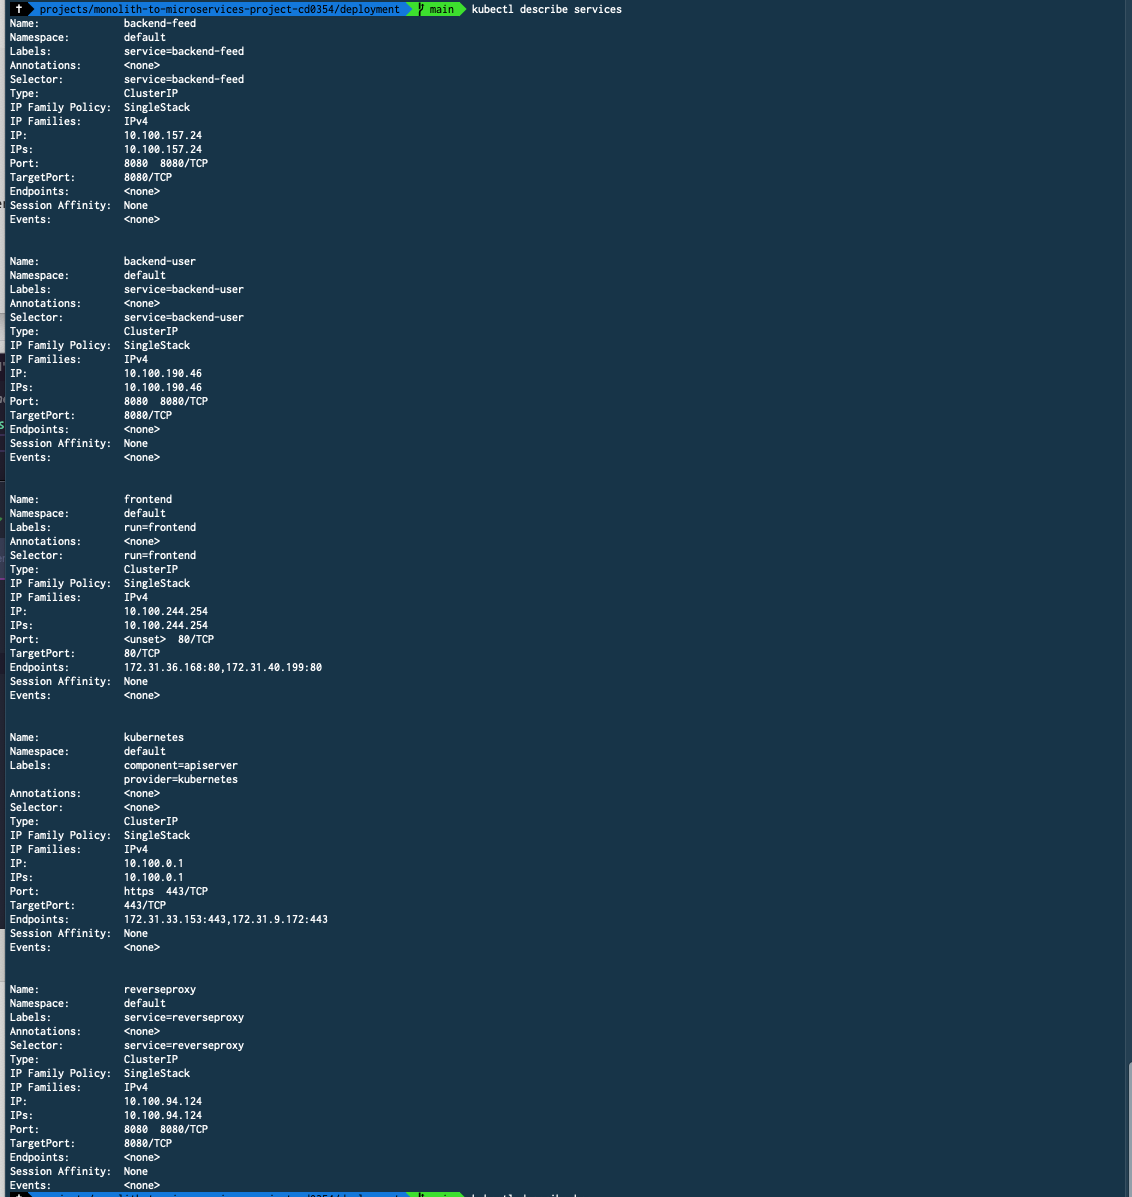 projects/monolith-to-microservices-project-cd0354/deployment main kubectl describe services
Name: backend-feed
Namespace: default
Labels: service=backend-feed
Annotations: <none>
Selector: service=backend-feed
Type: ClusterIP
IP Family Policy: SingleStack
IP Families: IPv4
IP: 10.100.157.24
IPs: 10.100.157.24
Port: 8080 8080/TCP
TargetPort: 8080/TCP
Endpoints: <none>
Session Affinity: None
Events: <none>
Name: backend-user
Namespace: default
Labels: service=backend-user
Annotations: <none>
Selector: service=backend-user
Type: ClusterIP
IP Family Policy: SingleStack
IP Families: IPv4
IP: 10.100.190.46
IPs: 10.100.190.46
Port: 8080 8080/TCP
TargetPort: 8080/TCP
Endpoints: <none>
Session Affinity: None
Events: <none>
Name: frontend
Namespace: default
Labels: run=frontend
Annotations: <none>
Selector: run=frontend
Type: ClusterIP
IP Family Policy: SingleStack
IP Families: IPv4
IP: 10.100.244.254
IPs: 10.100.244.254
Port: <unset> 80/TCP
TargetPort: 80/TCP
Endpoints: 172.31.36.168:80,172.31.40.199:80
Session Affinity: None
Events: <none>
Name: kubernetes
Namespace: default
Labels: component=apiserver
provider=kubernetes
Annotations: <none>
Selector: <none>
Type: ClusterIP
IP Family Policy: SingleStack
IP Families: IPv4
IP: 10.100.0.1
IPs: 10.100.0.1
Port: https 443/TCP
TargetPort: 443/TCP
Endpoints: 172.31.33.153:443,172.31.9.172:443
Session Affinity: None
Events: <none>
Name: reverseproxy
Namespace: default
Labels: service=reverseproxy
Annotations: <none>
Selector: service=reverseproxy
Type: ClusterIP
IP Family Policy: SingleStack
IP Families: IPv4
IP: 10.100.94.124
IPs: 10.100.94.124
Port: 8080 8080/TCP
TargetPort: 8080/TCP
Endpoints: <none>
Session Affinity: None
Events: <none>